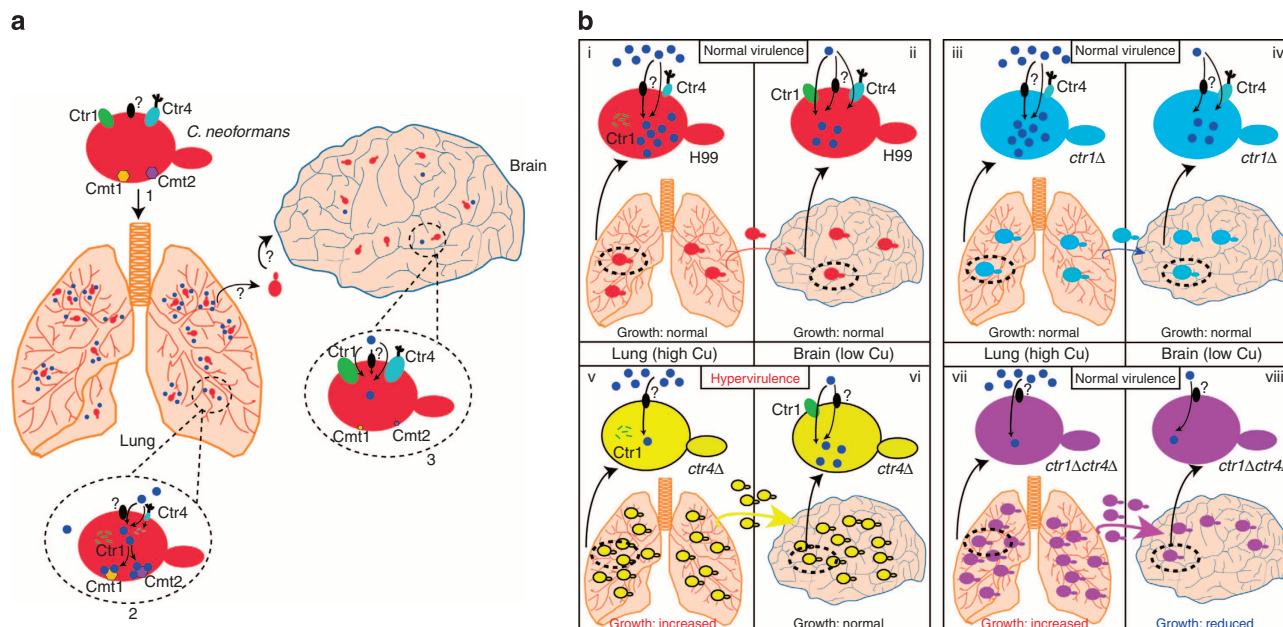 a
Ctr1
?
Ctr4
C. neoformans
Cmt1
Cmt2
1
Brain
?
?
Lung
Ctr1
?
Ctr4
Cmt1
Cmt2
3
?
Ctr4
Ctr1
Cmt1
Cmt2
2
b
i
Normal virulence
ii
?
Ctr4
Ctr1
H99
Ctr1
?
Ctr4
H99
Growth: normal
Growth: normal
iii
Normal virulence
iv
?
Ctr4
ctr1Δ
?
Ctr4
ctr1Δ
Growth: normal
Growth: normal
Lung (high Cu)
Brain (low Cu)
v
Hypervirulence
vi
?
Ctr1
ctr4Δ
Ctr1
?
ctr4Δ
Growth: increased
Growth: normal
Lung (high Cu)
Brain (low Cu)
vii
Normal virulence
viii
?
ctr1Δctr4Δ
?
ctr1Δctr4Δ
Growth: increased
Growth: reduced